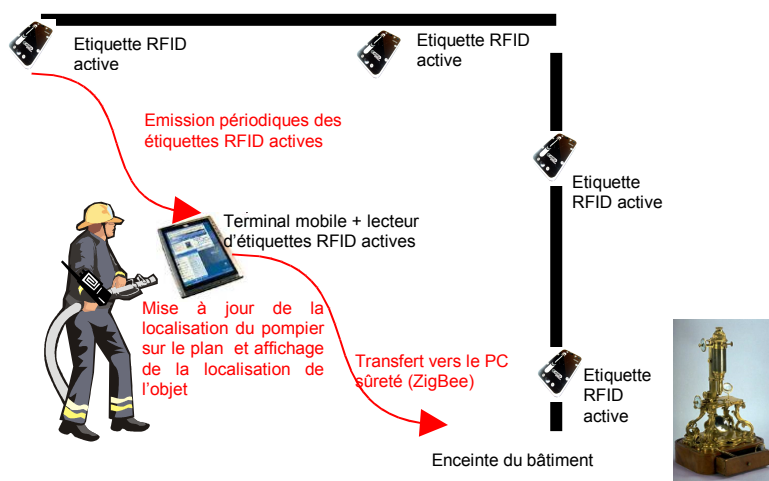 Etiquette RFID
active
Etiquette RFID
active
Emission périodiques des
étiquettes RFID actives
Etiquette
RFID active
Terminal mobile + lecteur
d'étiquettes RFID actives
Mise à jour de la
localisation du pompier
sur le plan et affichage
de la localisation de
l'objet
Transfert vers le PC
sûreté (ZigBee)
Etiquette
RFID
active
Enceinte du bâtiment